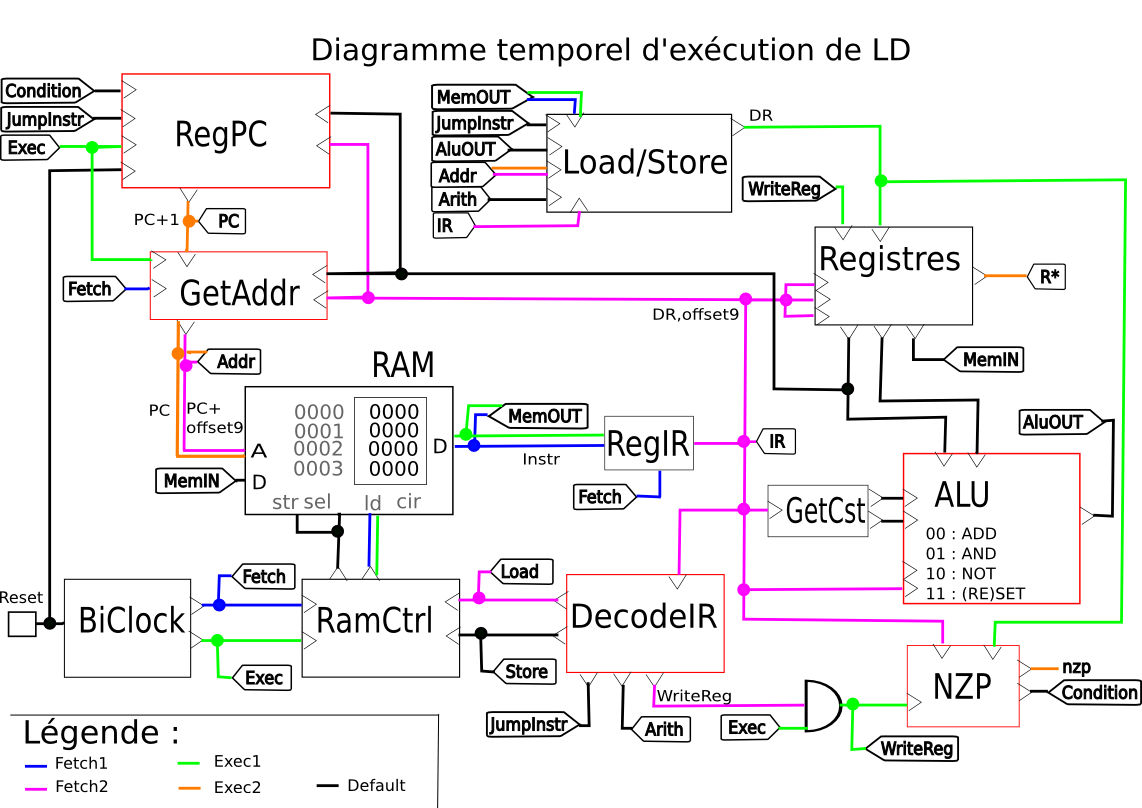 Diagramme temporel d'exécution de LD
Condition
JumpInstr
Exec
RegPC
PC+1
PC
Fetch
GetAddr
Addr
PC
PC+
offset9
MemOUT
JumpInstr
AluOUT
Addr
Arith
IR
Load/Store
DR
WriteReg
Registres
R*
DR,offset9
MemIN
RAM
0000 0000
0001 0000
0002 0000
0003 0000
A
D
D
str sel ld cir
MemIN
MemOUT
Instr
RegIR
Fetch
IR
AluOUT
GetCst
ALU
00 : ADD
01 : AND
10 : NOT
11 : (RE)SET
Reset
BiClock
Fetch
Exec
RamCtrl
Load
Store
DecodeIR
JumpInstr
Arith
WriteReg
Exec
WriteReg
NZP
nzp
Condition
Légende :
Fetch1
Fetch2
Exec1
Exec2
Default